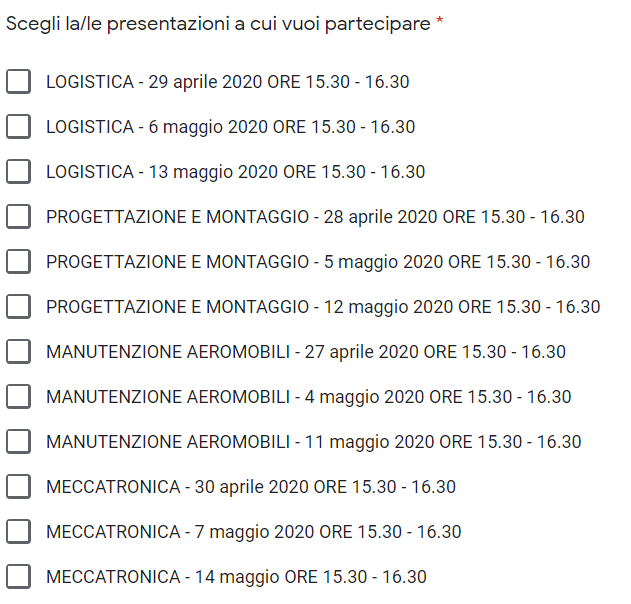 Scegli la/le presentazioni a cui vuoi partecipare *
LOGISTICA - 29 aprile 2020 ORE 15.30 - 16.30
LOGISTICA - 6 maggio 2020 ORE 15.30 - 16.30
LOGISTICA - 13 maggio 2020 ORE 15.30 - 16.30
PROGETTAZIONE E MONTAGGIO - 28 aprile 2020 ORE 15.30 - 16.30
PROGETTAZIONE E MONTAGGIO - 5 maggio 2020 ORE 15.30 - 16.30
PROGETTAZIONE E MONTAGGIO - 12 maggio 2020 ORE 15.30 - 16.30
MANUTENZIONE AEROMOBILI - 27 aprile 2020 ORE 15.30 - 16.30
MANUTENZIONE AEROMOBILI - 4 maggio 2020 ORE 15.30 - 16.30
MANUTENZIONE AEROMOBILI - 11 maggio 2020 ORE 15.30 - 16.30
MECCATRONICA - 30 aprile 2020 ORE 15.30 - 16.30
MECCATRONICA - 7 maggio 2020 ORE 15.30 - 16.30
MECCATRONICA - 14 maggio ORE 15.30 - 16.30